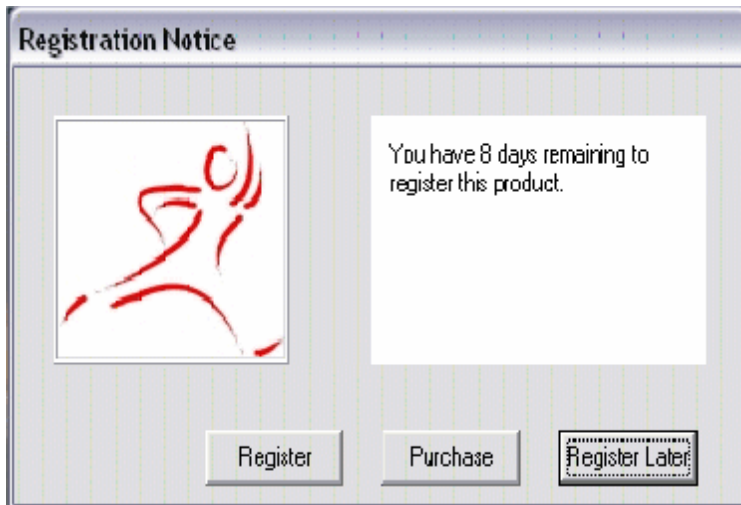 Registration Notice
You have 8 days remaining to
register this product.
Register
Purchase
Register Later